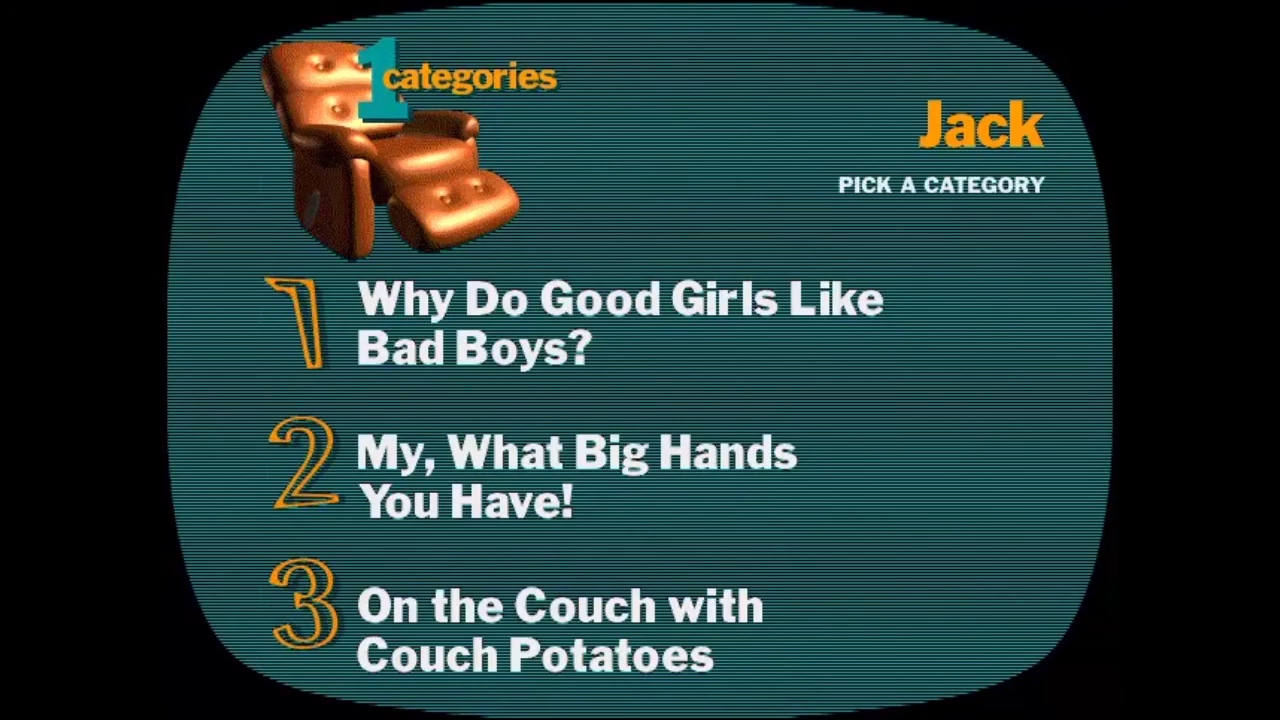 1 categories
Jack
PICK A CATEGORY
1 Why Do Good Girls Like
Bad Boys?
2 My, What Big Hands
You Have!
3 On the Couch with
Couch Potatoes